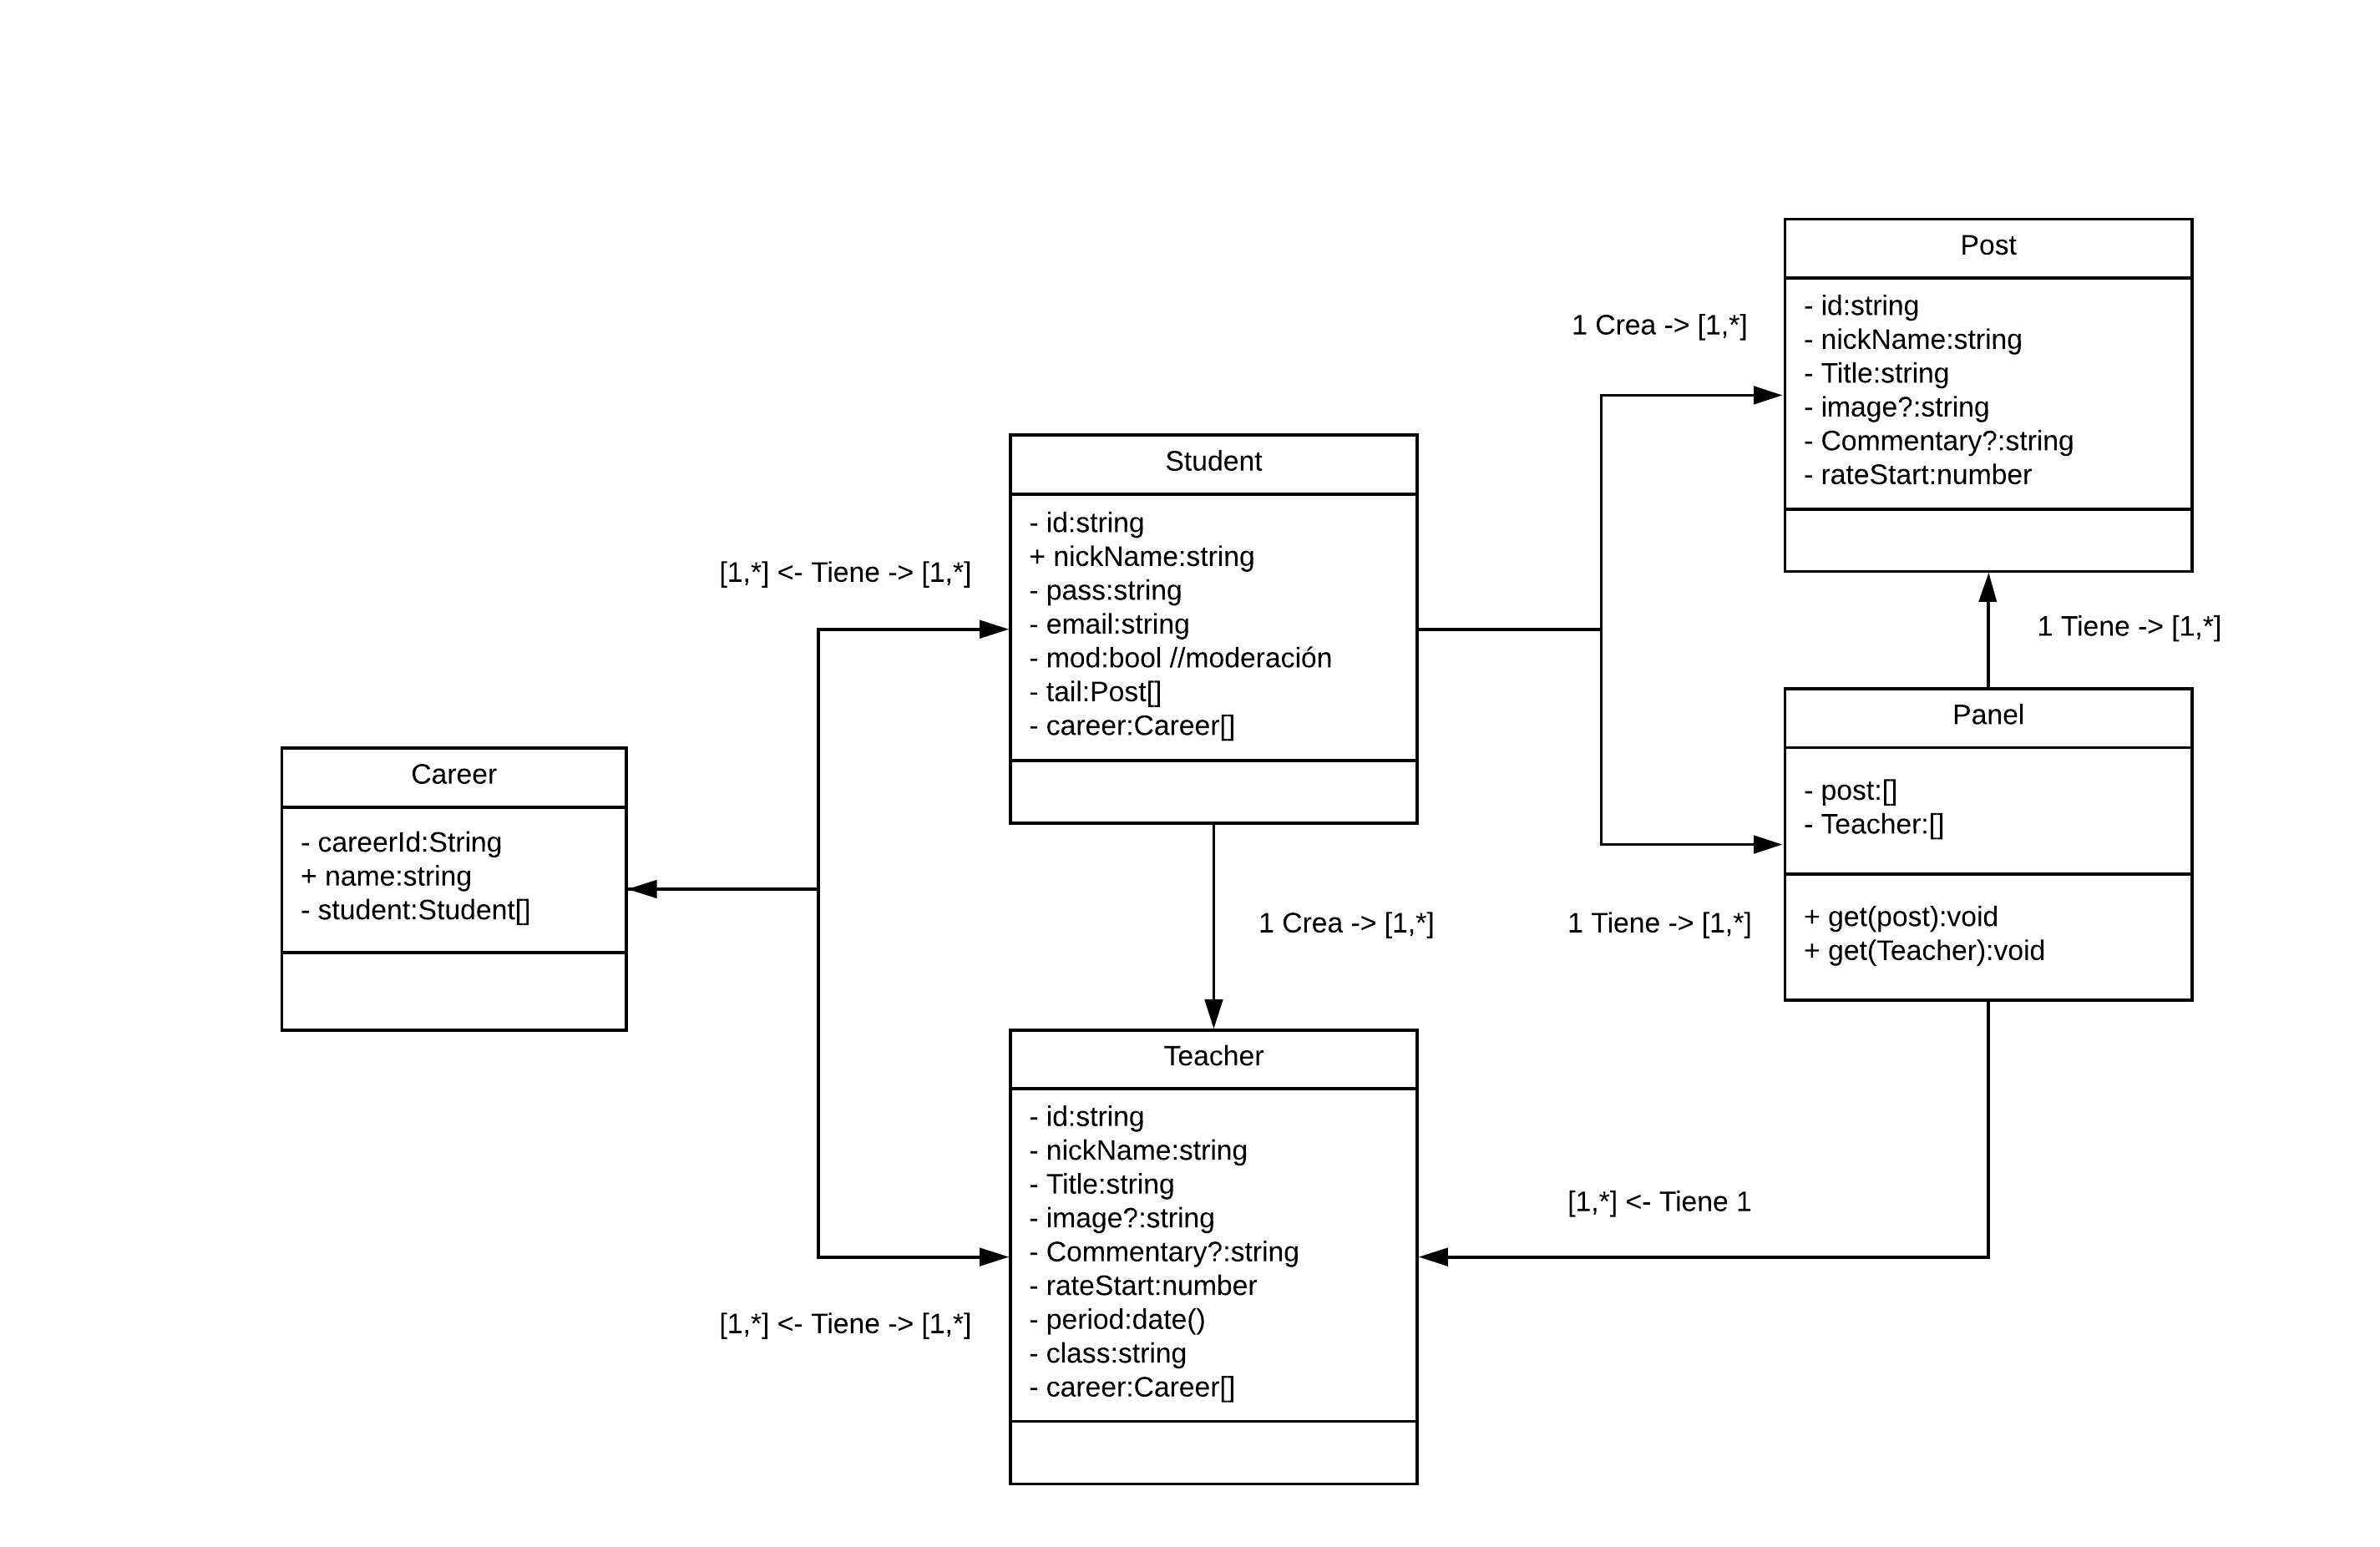 Post
- id:string
- nickName:string
- Title:string
- image?:string
- Commentary?:string
- rateStart:number
1 Crea -> [1,*]
Student
- id:string
+ nickName:string
- pass:string
- email:string
- mod:bool //moderación
- tail:Post[]
- career:Career[]
[1,*] <- Tiene -> [1,*]
1 Tiene -> [1,*]
Panel
- post:[]
- Teacher:[]
+ get(post):void
+ get(Teacher):void
Career
- careerId:String
+ name:string
- student:Student[]
1 Crea -> [1,*]
1 Tiene -> [1,*]
Teacher
- id:string
- nickName:string
- Title:string
- image?:string
- Commentary?:string
- rateStart:number
- period:date()
- class:string
- career:Career[]
[1,*] <- Tiene 1
[1,*] <- Tiene -> [1,*]